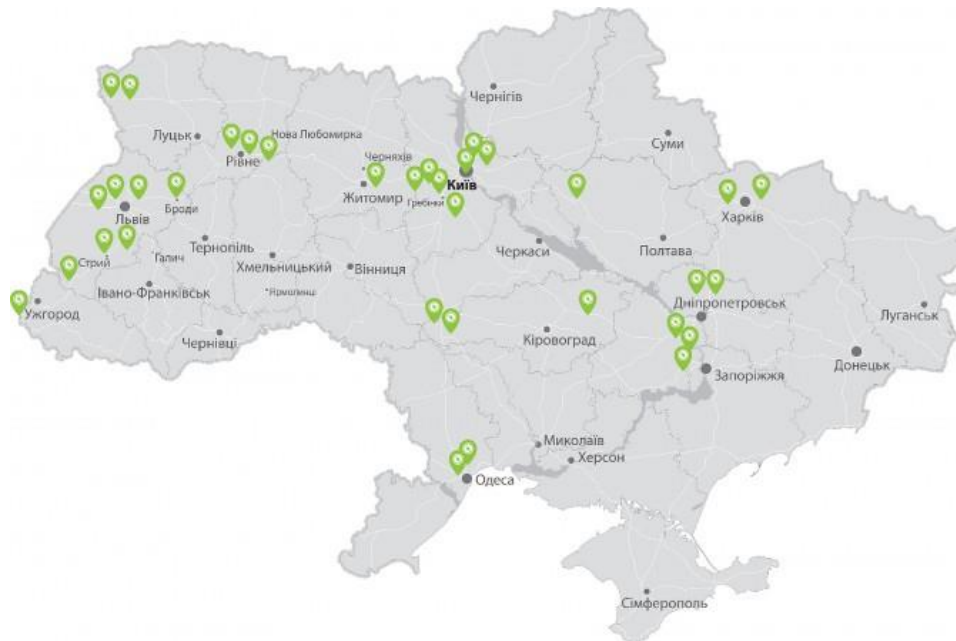 Чернігів
Луцьк
Нова Любомирка
Суми
Рівне
Черняхів
Київ
Житомир
Гребінки
Львів
Броди
Харків
Тернопіль
Черкаси
Полтава
Стрий
Галич
Хмельницький
Вінниця
Івано-Франківськ
Ярмолинці
Ужгород
Дніпропетровськ
Луганськ
Чернівці
Кіровоград
Донецьк
Запоріжжя
Миколаїв
Херсон
Одеса
Сімферополь